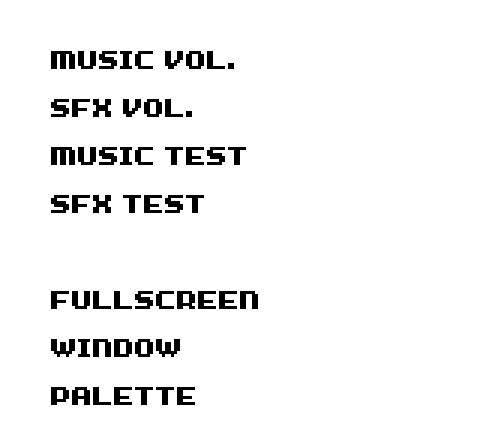 MUSIC VOL.
SFX VOL.
MUSIC TEST
SFX TEST
FULLSCREEN
WINDOW
PALETTE